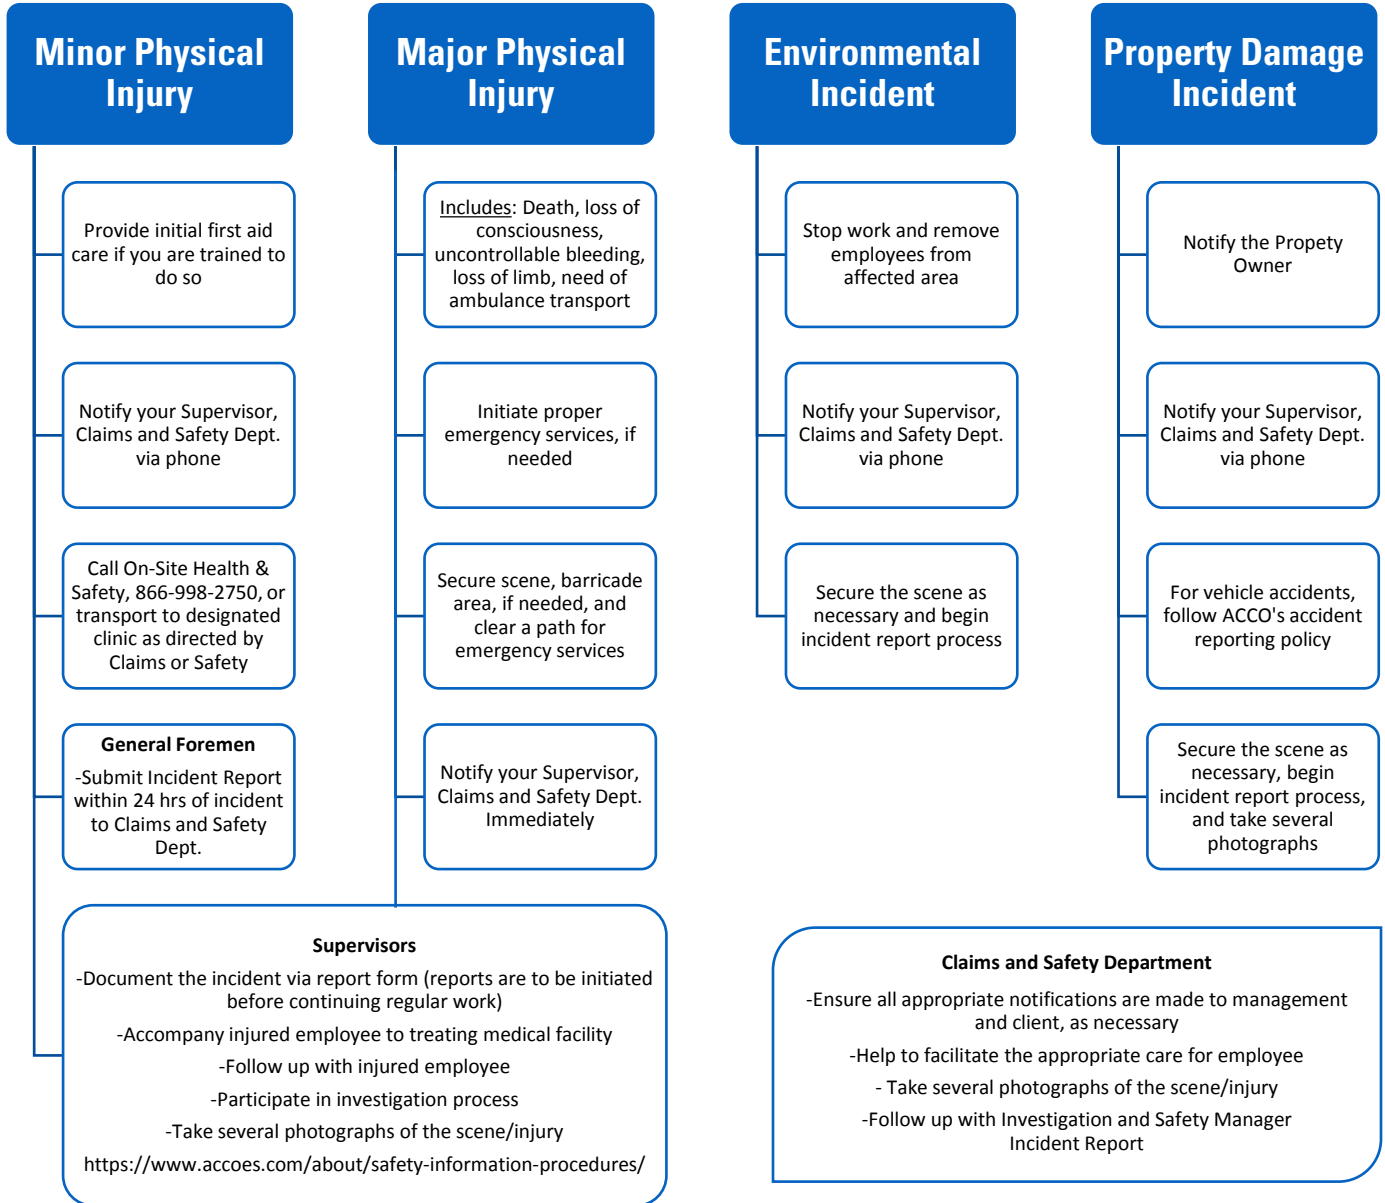 Minor Physical
Injury
Provide initial first aid
care if you are trained to
do so
Notify your Supervisor,
Claims and Safety Dept.
via phone
Call On-Site Health &
Safety, 866-998-2750, or
transport to designated
clinic as directed by
Claims or Safety
General Foremen
-Submit Incident Report
within 24 hrs of incident
to Claims and Safety
Dept.
Major Physical
Injury
Includes: Death, loss of
consciousness,
uncontrollable bleeding,
loss of limb, need of
ambulance transport
Initiate proper
emergency services, if
needed
Secure scene, barricade
area, if needed, and
clear a path for
emergency services
Notify your Supervisor,
Claims and Safety Dept.
Immediately
Supervisors
-Document the incident via report form (reports are to be initiated
before continuing regular work)
-Accompany injured employee to treating medical facility
-Follow up with injured employee
-Participate in investigation process
-Take several photographs of the scene/injury
https://www.accoes.com/about/safety-information-procedures/
Environmental
Incident
Stop work and remove
employees from
affected area
Notify your Supervisor,
Claims and Safety Dept.
via phone
Secure the scene as
necessary and begin
incident report process
Property Damage
Incident
Notify the Propety
Owner
Notify your Supervisor,
Claims and Safety Dept.
via phone
For vehicle accidents,
follow ACCO's accident
reporting policy
Secure the scene as
necessary, begin
incident report process,
and take several
photographs
Claims and Safety Department
-Ensure all appropriate notifications are made to management
and client, as necessary
-Help to facilitate the appropriate care for employee
- Take several photographs of the scene/injury
-Follow up with Investigation and Safety Manager
Incident Report